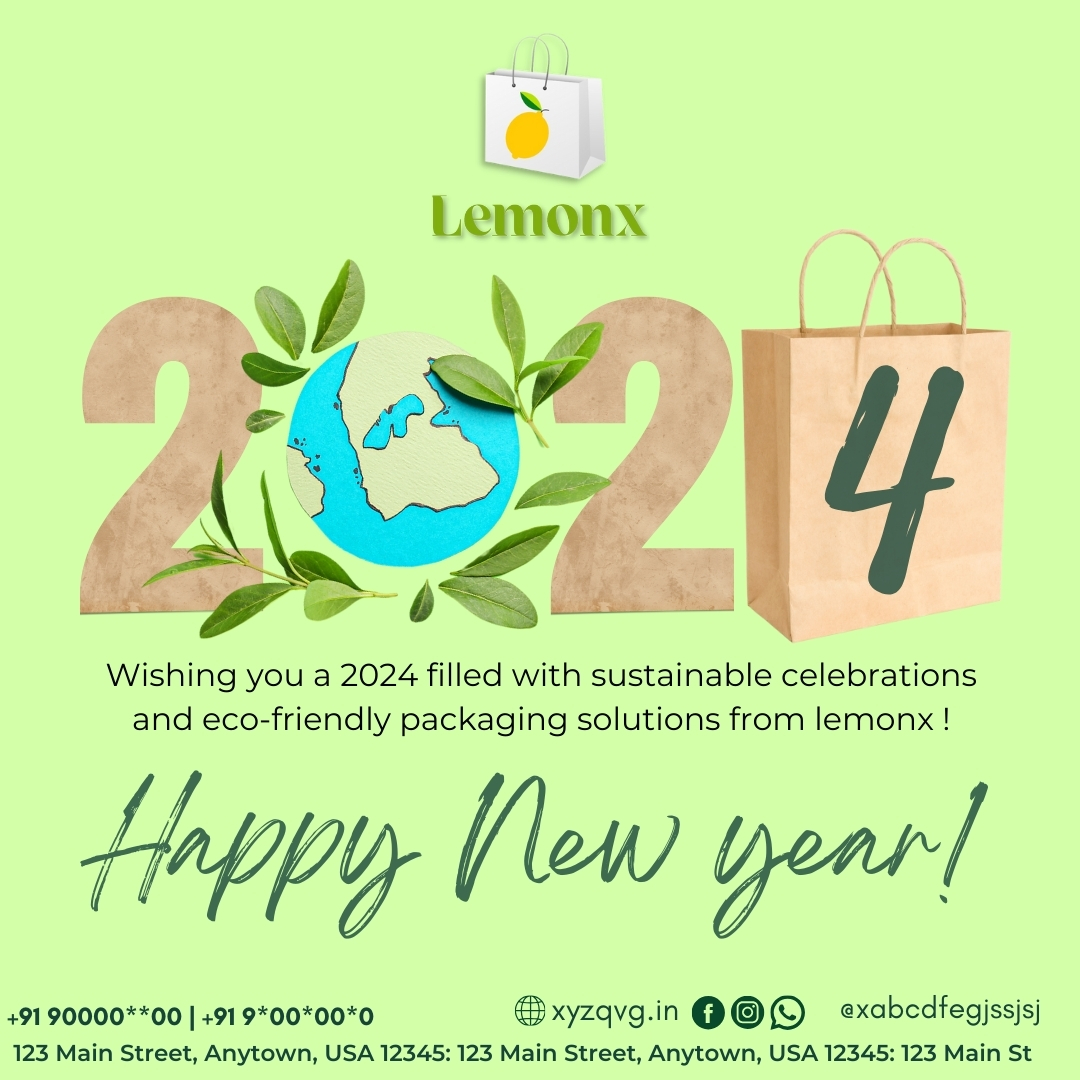 Lemonx
2024
Wishing you a 2024 filled with sustainable celebrations
and eco-friendly packaging solutions from lemonx !
Happy New year!
+91 90000**00 | +91 9*00*00*0
xyzqvg.in
@xabcdfegjssjsj
123 Main Street, Anytown, USA 12345: 123 Main Street, Anytown, USA 12345: 123 Main St